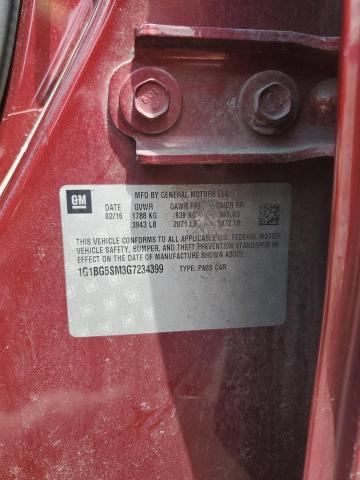 GM
MFD BY GENERAL MOTORS LLC
DATE GVWR GAWR FRT GAWR RR
02/16 1788 KG 939 KG 849 KG
3943 LB 2071 LB 1872 LB
THIS VEHICLE CONFORMS TO ALL APPLICABLE U.S. FEDERAL MOTOR
VEHICLE SAFETY, BUMPER, AND THEFT PREVENTION STANDARDS IN
EFFECT ON THE DATE OF MANUFACTURE SHOWN ABOVE.
1G1BG5SM3G7234399 TYPE: PASS CAR